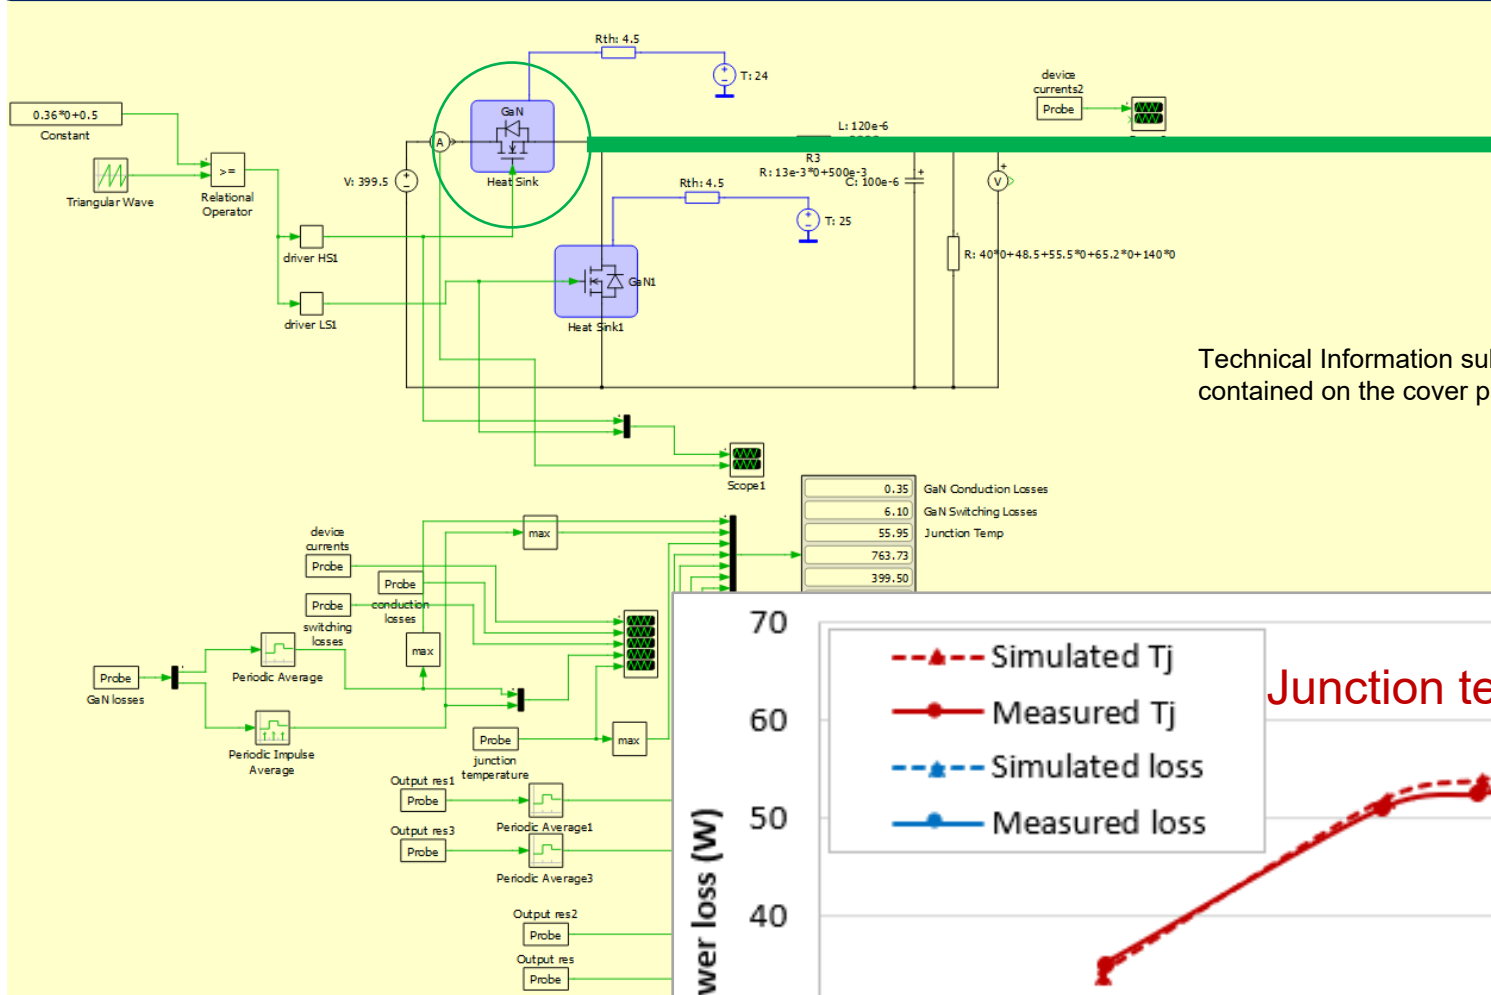 Rth: 4.5
T: 24
device
currents2
Probe
0.36*0+0.5
Constant
GaN
A
L: 120e-6
R3
R: 13e-3*0+500e-3
C: 100e-6
V
Triangular Wave
>=
Relational
Operator
V: 399.5
Heat Sink
Rth: 4.5
T: 25
driver HS1
R: 40*0+48.5+55.5*0+65.2*0+140*0
GaN1
driver LS1
Heat Sink1
Technical Information
contained on the cover
Scope1
0.35 GaN Conduction Losses
6.10 GaN Switching Losses
55.95 Junction Temp
763.73
399.50
max
device
currents
Probe
Probe
conduction
losses
Probe
switching
losses
max
Probe
GaN losses
Periodic Average
Periodic Impulse
Average
Probe
junction
temperature
max
Output res1
Probe
Periodic Average1
Output res3
Probe
Periodic Average3
Output res2
Probe
Output res
Probe
70
60
50
40
wer loss (W)
Simulated Tj
Measured Tj
Simulated loss
Measured loss
Junction te